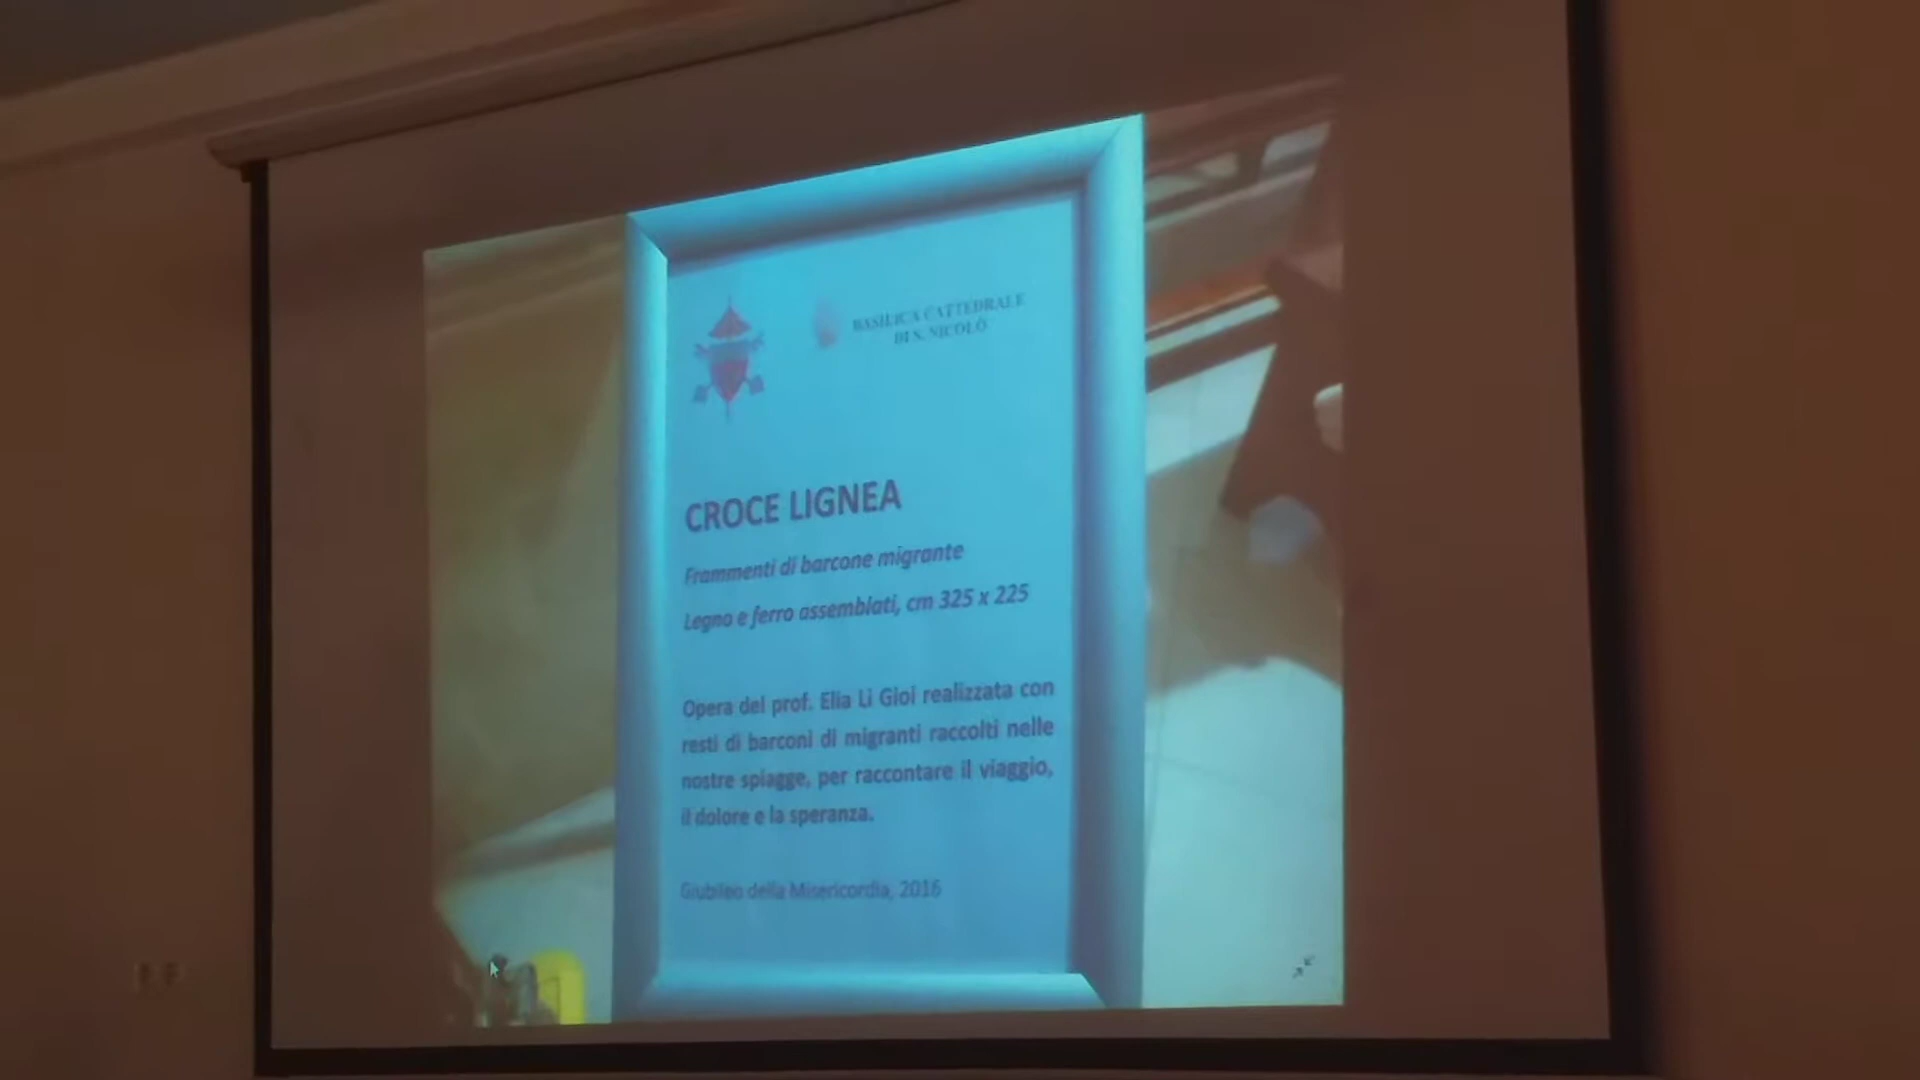 BASILICA CATTEDRALE
DI S. NICOLÒ
CROCE LIGNEA
Frammenti di barcone migrante
Legno e ferro assemblati, cm 325 x 225
Opera del prof. Elia Li Gioi realizzata con
resti di barconi di migranti raccolti nelle
nostre spiagge, per raccontare il viaggio,
il dolore e la speranza.
Giubileo della Misericordia, 2016